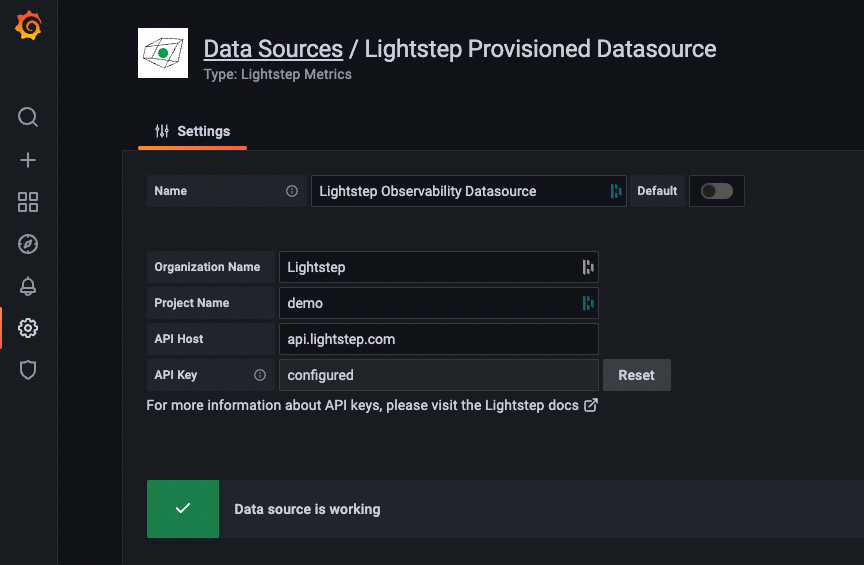 Data Sources / Lightstep Provisioned Datasource
Type: Lightstep Metrics
Settings
Name Lightstep Observability Datasource Default
Organization Name Lightstep
Project Name demo
API Host api.lightstep.com
API Key configured Reset
For more information about API keys, please visit the Lightstep docs
Data source is working